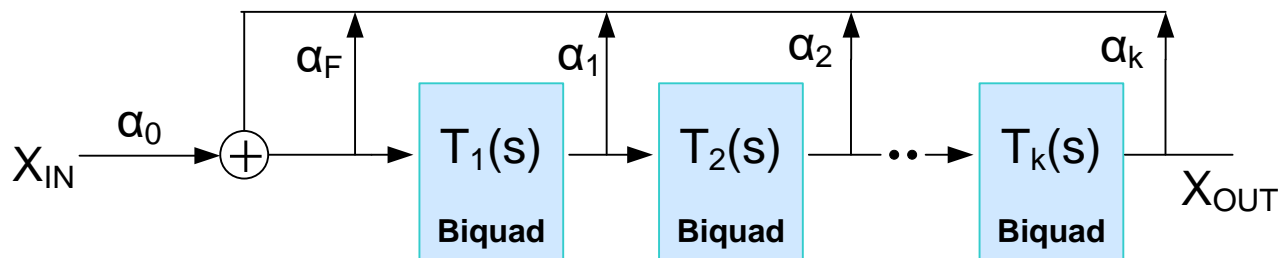 α_F α_1 α_2 α_k
X_IN α_0 + T_1(s) T_2(s) •• T_k(s) X_OUT
Biquad Biquad Biquad